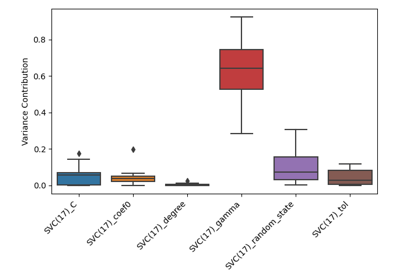 Variance Contribution
0.8
0.6
0.4
0.2
0.0
SVC(17)_C
SVC(17)_coef0
SVC(17)_degree
SVC(17)_gamma
SVC(17)_random_state
SVC(17)_tol